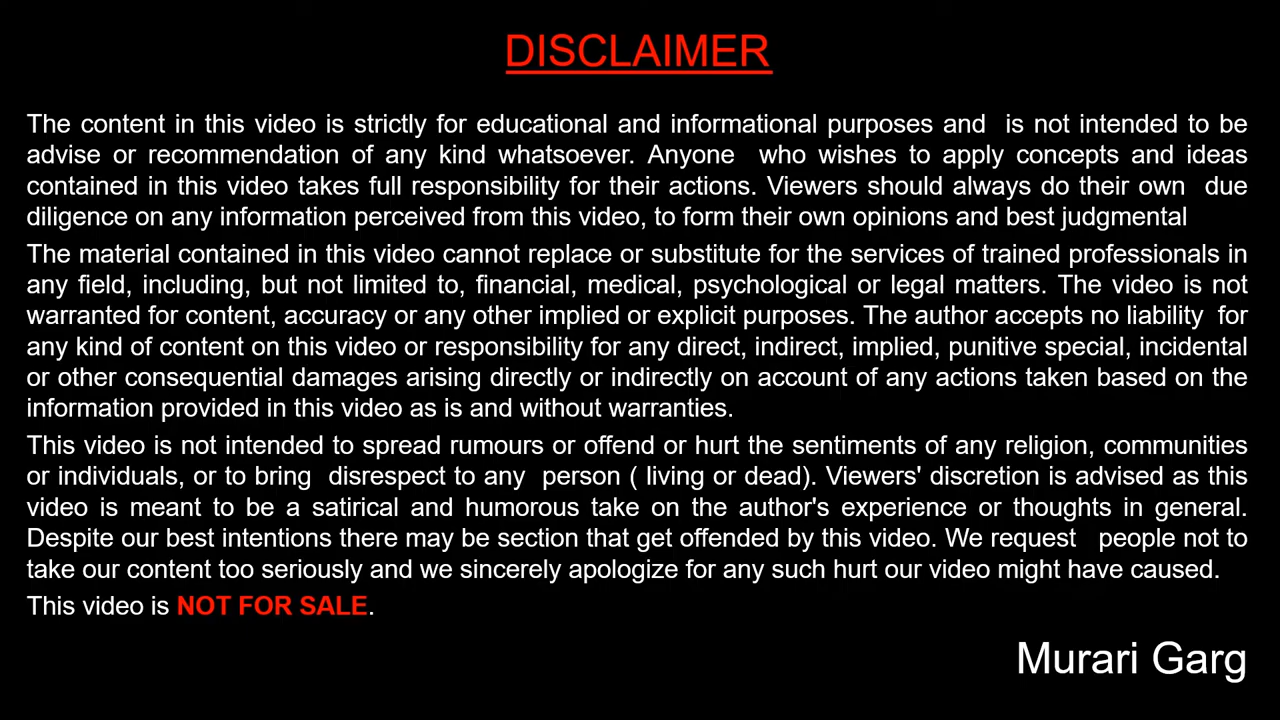 DISCLAIMER
The content in this video is strictly for educational and informational purposes and is not intended to be
advise or recommendation of any kind whatsoever. Anyone who wishes to apply concepts and ideas
contained in this video takes full responsibility for their actions. Viewers should always do their own due
diligence on any information perceived from this video, to form their own opinions and best judgmental
The material contained in this video cannot replace or substitute for the services of trained professionals in
any field, including, but not limited to, financial, medical, psychological or legal matters. The video is not
warranted for content, accuracy or any other implied or explicit purposes. The author accepts no liability for
any kind of content on this video or responsibility for any direct, indirect, implied, punitive special, incidental
or other consequential damages arising directly or indirectly on account of any actions taken based on the
information provided in this video as is and without warranties.
This video is not intended to spread rumours or offend or hurt the sentiments of any religion, communities
or individuals, or to bring disrespect to any person ( living or dead). Viewers' discretion is advised as this
video is meant to be a satirical and humorous take on the author's experience or thoughts in general.
Despite our best intentions there may be section that get offended by this video. We request people not to
take our content too seriously and we sincerely apologize for any such hurt our video might have caused.
This video is NOT FOR SALE.
Murari Garg